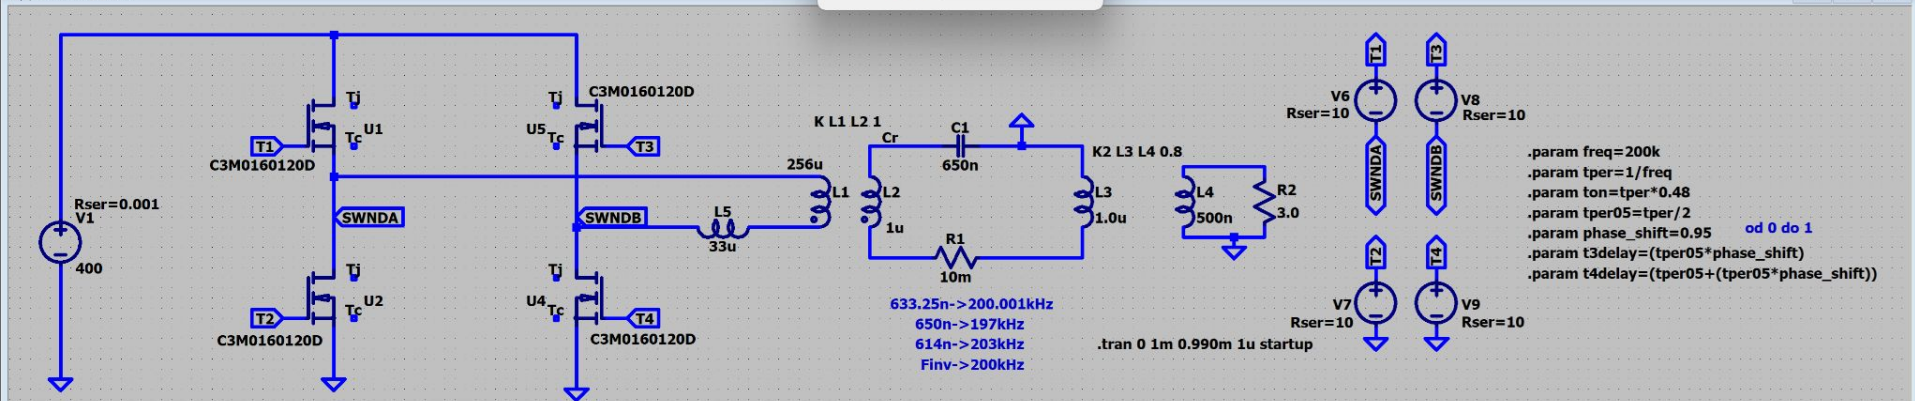 Rser=0.001
V1
400
Tj
Tc
U1
T1
C3M0160120D
SWNDA
Tj
Tc
U2
T2
C3M0160120D
C3M0160120D
Tj
U5
Tc
T3
SWNDB
Tj
U4
Tc
T4
C3M0160120D
L5
33u
256u
L1
K L1 L2 1
Cr
L2
1u
C1
650n
R1
10m
K2 L3 L4 0.8
L3
1.0u
L4
500n
R2
3.0
633.25n->200.001kHz
650n->197kHz
614n->203kHz
Finv->200kHz
.tran 0 1m 0.990m 1u startup
T1
V6
Rser=10
SWNDA
T3
V8
Rser=10
SWNDB
T2
V7
Rser=10
T4
V9
Rser=10
.param freq=200k
.param tper=1/freq
.param ton=tper*0.48
.param tper05=tper/2
.param phase_shift=0.95 od 0 do 1
.param t3delay=(tper05*phase_shift)
.param t4delay=(tper05+(tper05*phase_shift))